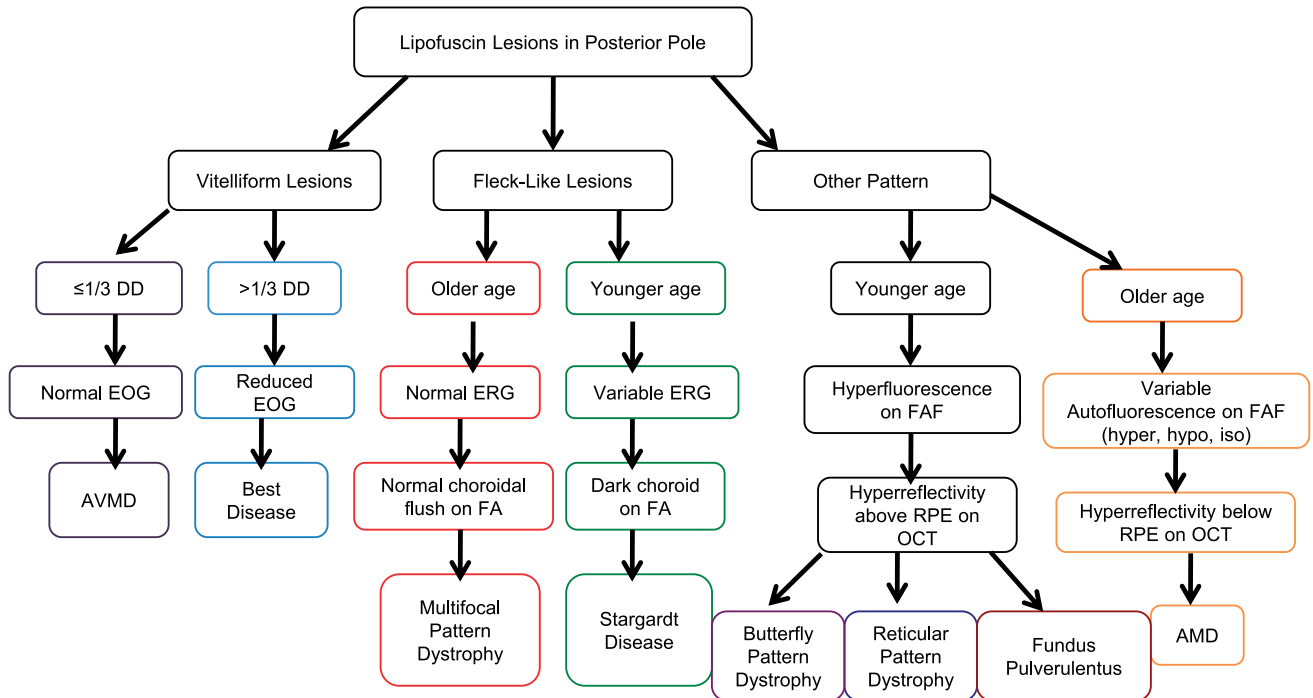 Lipofuscin Lesions in Posterior Pole
Vitelliform Lesions
Fleck-Like Lesions
Other Pattern
≤1/3 DD
>1/3 DD
Older age
Younger age
Younger age
Older age
Normal EOG
Reduced
EOG
Normal ERG
Variable ERG
Hyperfluorescence
on FAF
Variable
Autofluorescence on FAF
(hyper, hypo, iso)
AVMD
Best
Disease
Normal choroidal
flush on FA
Dark choroid
on FA
Hyperreflectivity
above RPE on
OCT
Hyperreflectivity below
RPE on OCT
Multifocal
Pattern
Dystrophy
Stargardt
Disease
Butterfly
Pattern
Dystrophy
Reticular
Pattern
Dystrophy
Fundus
Pulverulentus
AMD